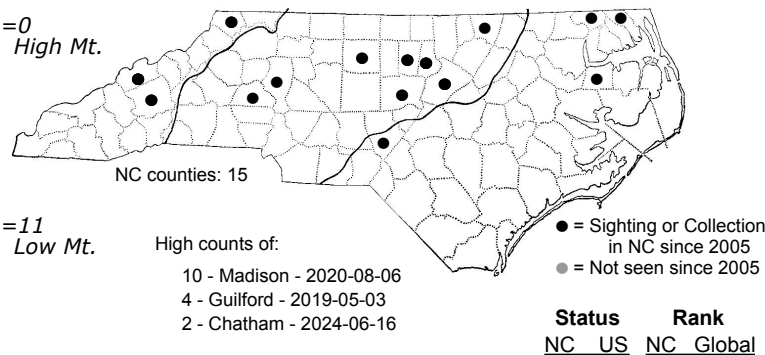 =0
High Mt.
NC counties: 15
=11
Low Mt.
High counts of:
10 - Madison - 2020-08-06
4 - Guilford - 2019-05-03
2 - Chatham - 2024-06-16
= Sighting or Collection
in NC since 2005
= Not seen since 2005
Status Rank
NC US NC Global